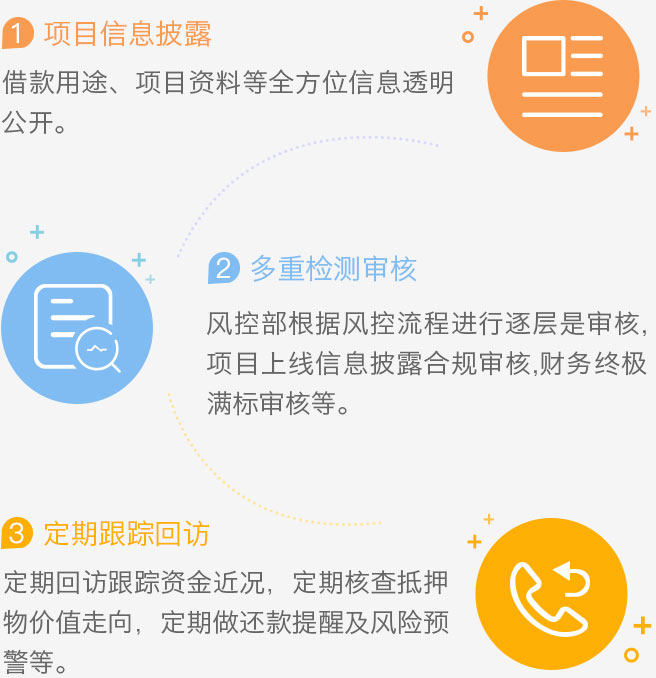 1 项目信息披露
借款用途、项目资料等全方位信息透明
公开。
2 多重检测审核
风控部根据风控流程进行逐层是审核,
项目上线信息披露合规审核,财务终极
满标审核等。
3 定期跟踪回访
定期回访跟踪资金近况，定期核查抵押
物价值走向，定期做还款提醒及风险预
警等。